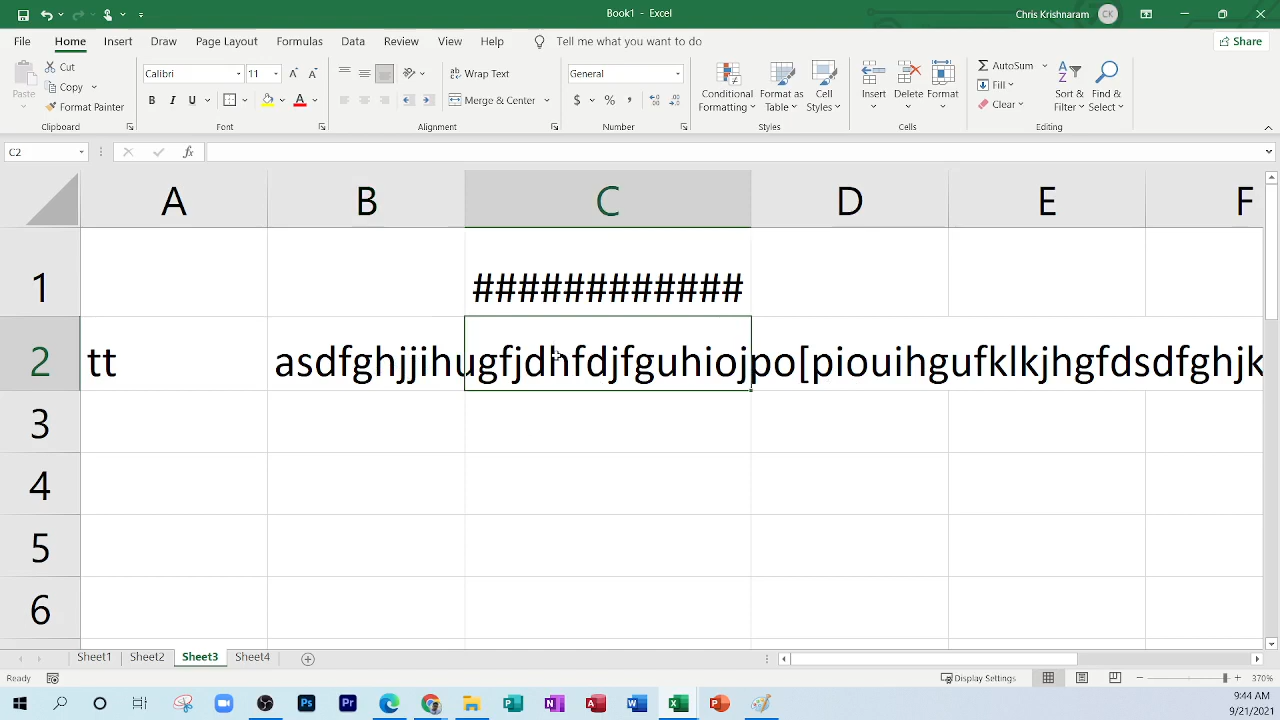 Book1 - Excel
Chris Krishnaram CK
File Home Insert Draw Page Layout Formulas Data Review View Help Tell me what you want to do Share
Paste Cut Copy Format Painter Clipboard
Calibri 11 B I U A Font
ab Wrap Text Merge & Center Alignment
General $ % , Number
Conditional Formatting Format as Table Cell Styles Styles
Insert Delete Format Cells
AutoSum Fill Clear Sort & Filter Find & Select Editing
C2 fx
A B C D E F
1 ############
2 tt asdfghjjihugfjdhfdjfguhiojpo[piouihgufklkjhgfdsdfghjk
3
4
5
6
Sheet1 Sheet2 Sheet3 Sheet4
Ready Display Settings 370%
9:44 AM
9/21/2021